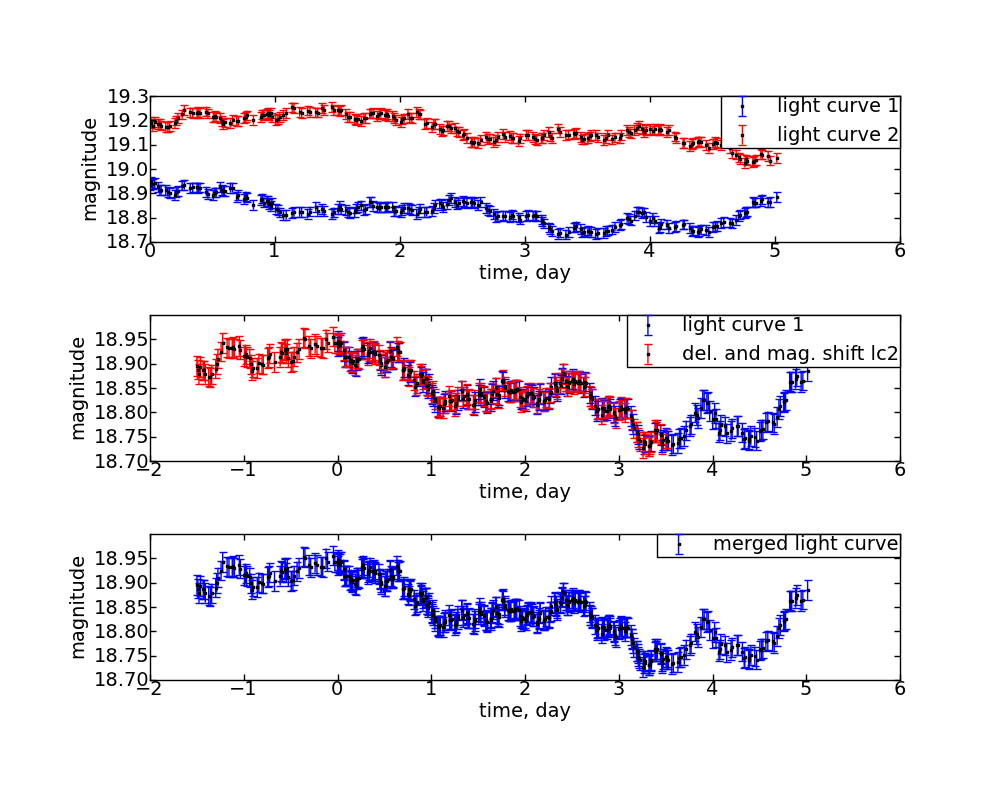 19.3
19.2
19.1
19.0
18.9
18.8
18.7
magnitude
light curve 1
light curve 2
0 1 2 3 4 5 6
time, day
18.95
18.90
18.85
18.80
18.75
18.70
magnitude
light curve 1
del. and mag. shift lc2
−2 −1 0 1 2 3 4 5 6
time, day
18.95
18.90
18.85
18.80
18.75
18.70
magnitude
merged light curve
−2 −1 0 1 2 3 4 5 6
time, day